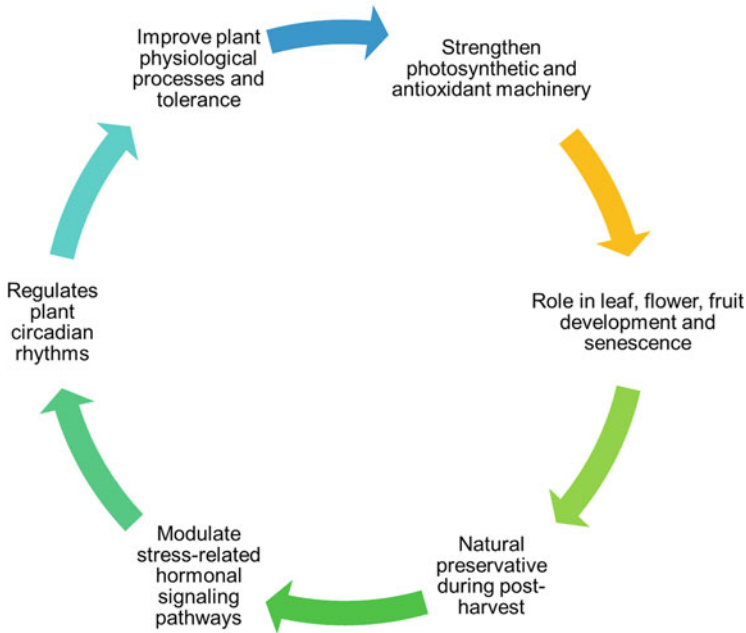 Improve plant
physiological
processes and
tolerance
Strengthen
photosynthetic and
antioxidant machinery
Role in leaf, flower, fruit
development and
senescence
Natural
preservative
during post-
harvest
Modulate
stress-related
hormonal
signaling
pathways
Regulates
plant
circadian
rhythms